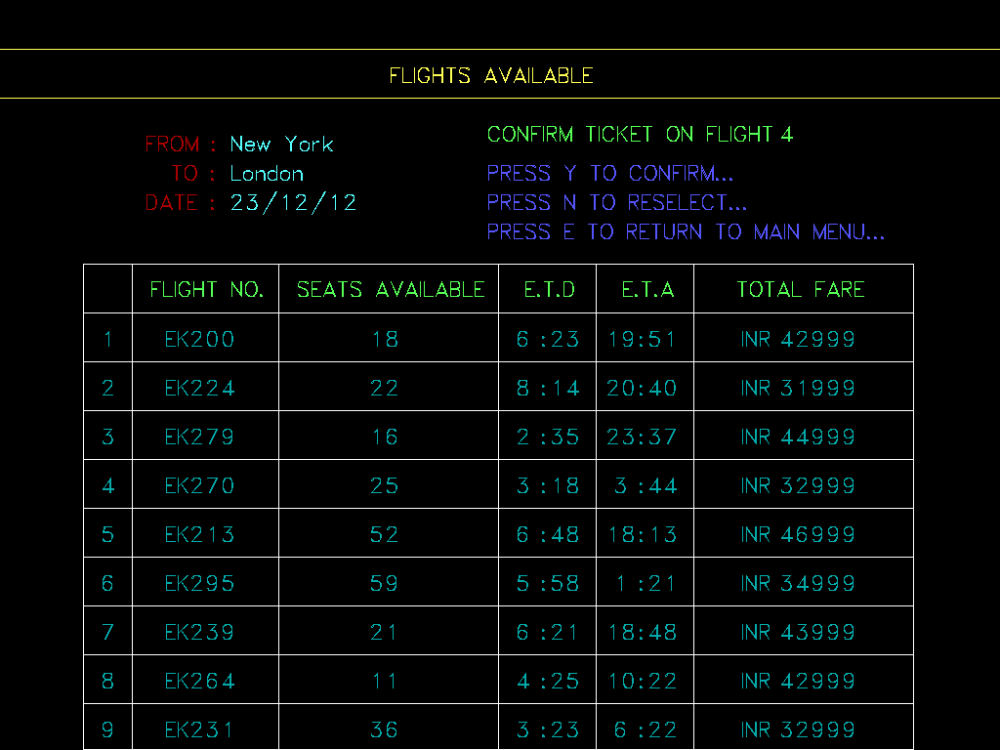 FLIGHTS AVAILABLE
FROM : New York
TO : London
DATE : 23/12/12
CONFIRM TICKET ON FLIGHT 4
PRESS Y TO CONFIRM...
PRESS N TO RESELECT...
PRESS E TO RETURN TO MAIN MENU...
FLIGHT NO. SEATS AVAILABLE E.T.D E.T.A TOTAL FARE
1 EK200 18 6 :23 19:51 INR 42999
2 EK224 22 8 :14 20:40 INR 31999
3 EK279 16 2 :35 23:37 INR 44999
4 EK270 25 3 :18 3 :44 INR 32999
5 EK213 52 6 :48 18:13 INR 46999
6 EK295 59 5 :58 1 :21 INR 34999
7 EK239 21 6 :21 18:48 INR 43999
8 EK264 11 4 :25 10:22 INR 42999
9 EK231 36 3 :23 6 :22 INR 32999